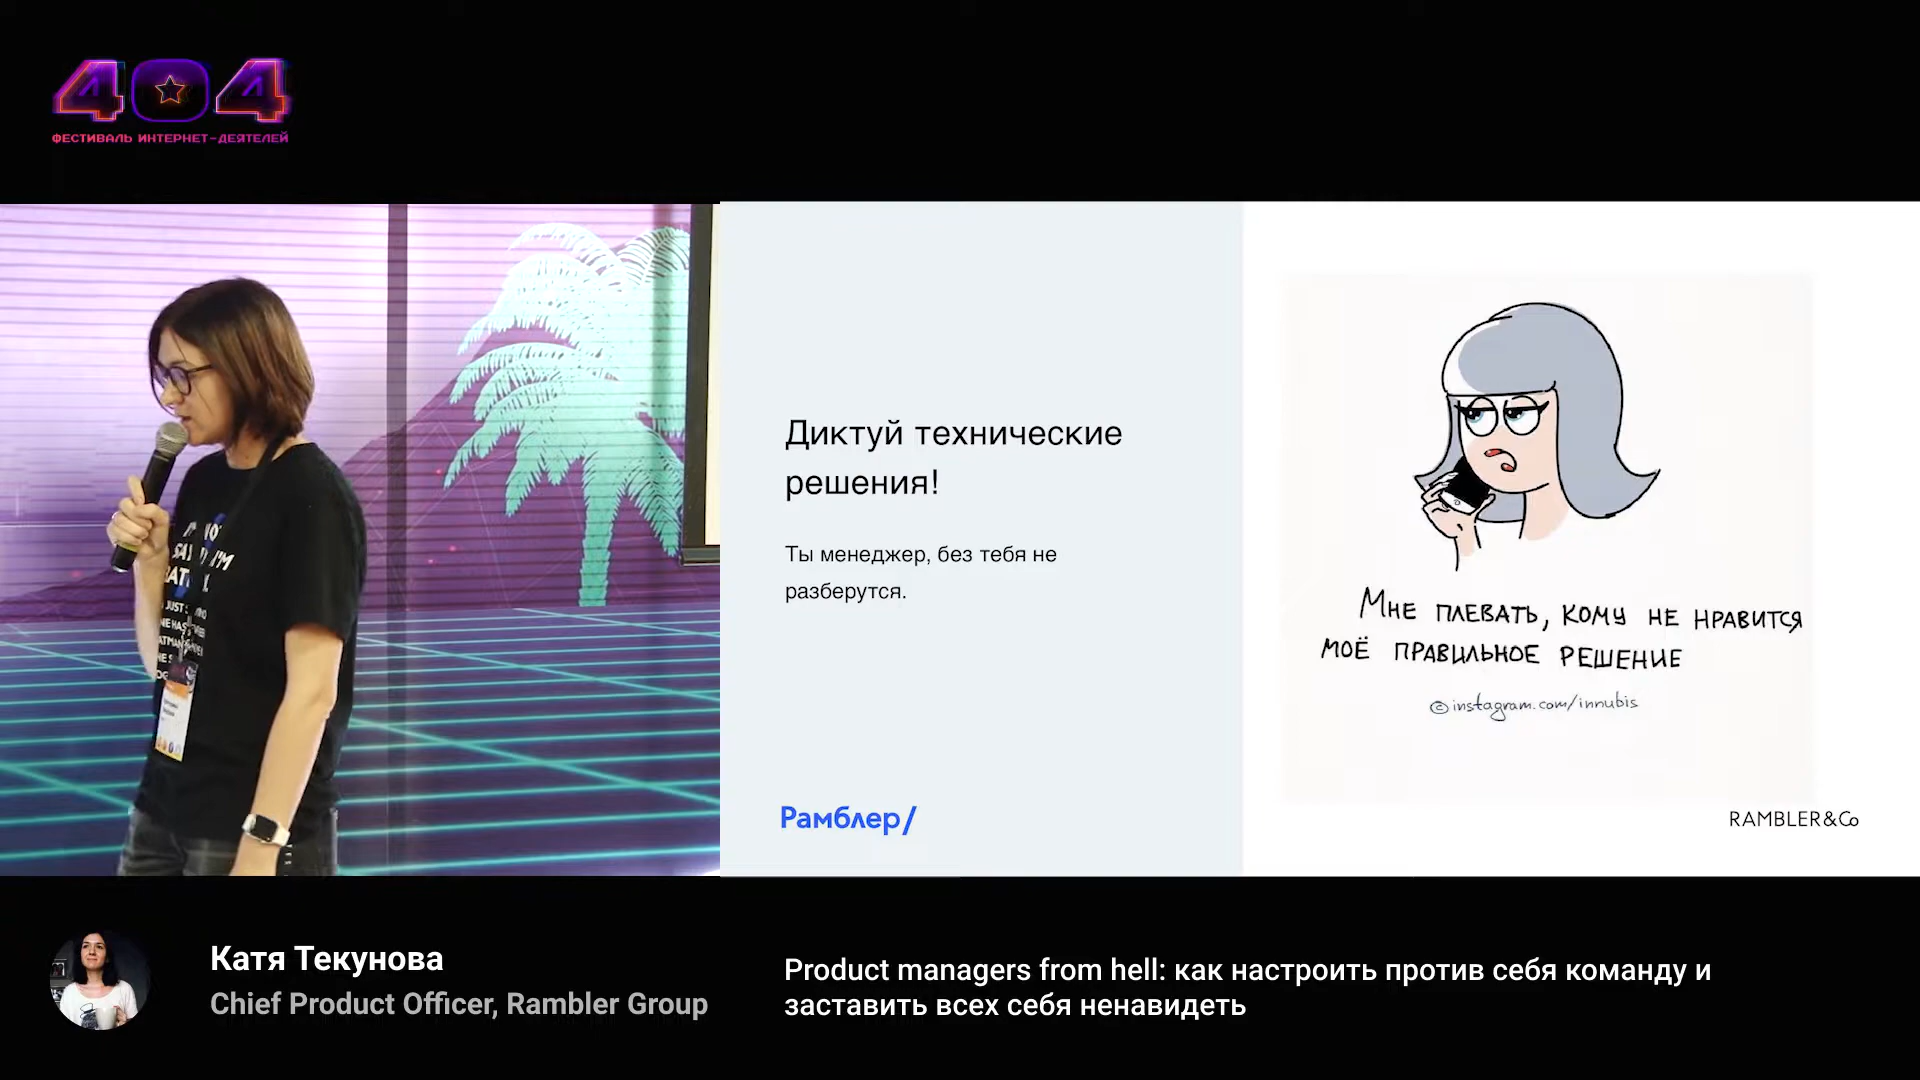 404
ФЕСТИВАЛЬ ИНТЕРНЕТ-ДЕЯТЕЛЕЙ
Диктуй технические
решения!
Ты менеджер, без тебя не
разберутся.
Рамблер/
Мне плевать, кому не нравится
моё правильное решение
©instagram.com/innubis
RAMBLER&Co
Катя Текунова
Chief Product Officer, Rambler Group
Product managers from hell: как настроить против себя команду и
заставить всех себя ненавидеть